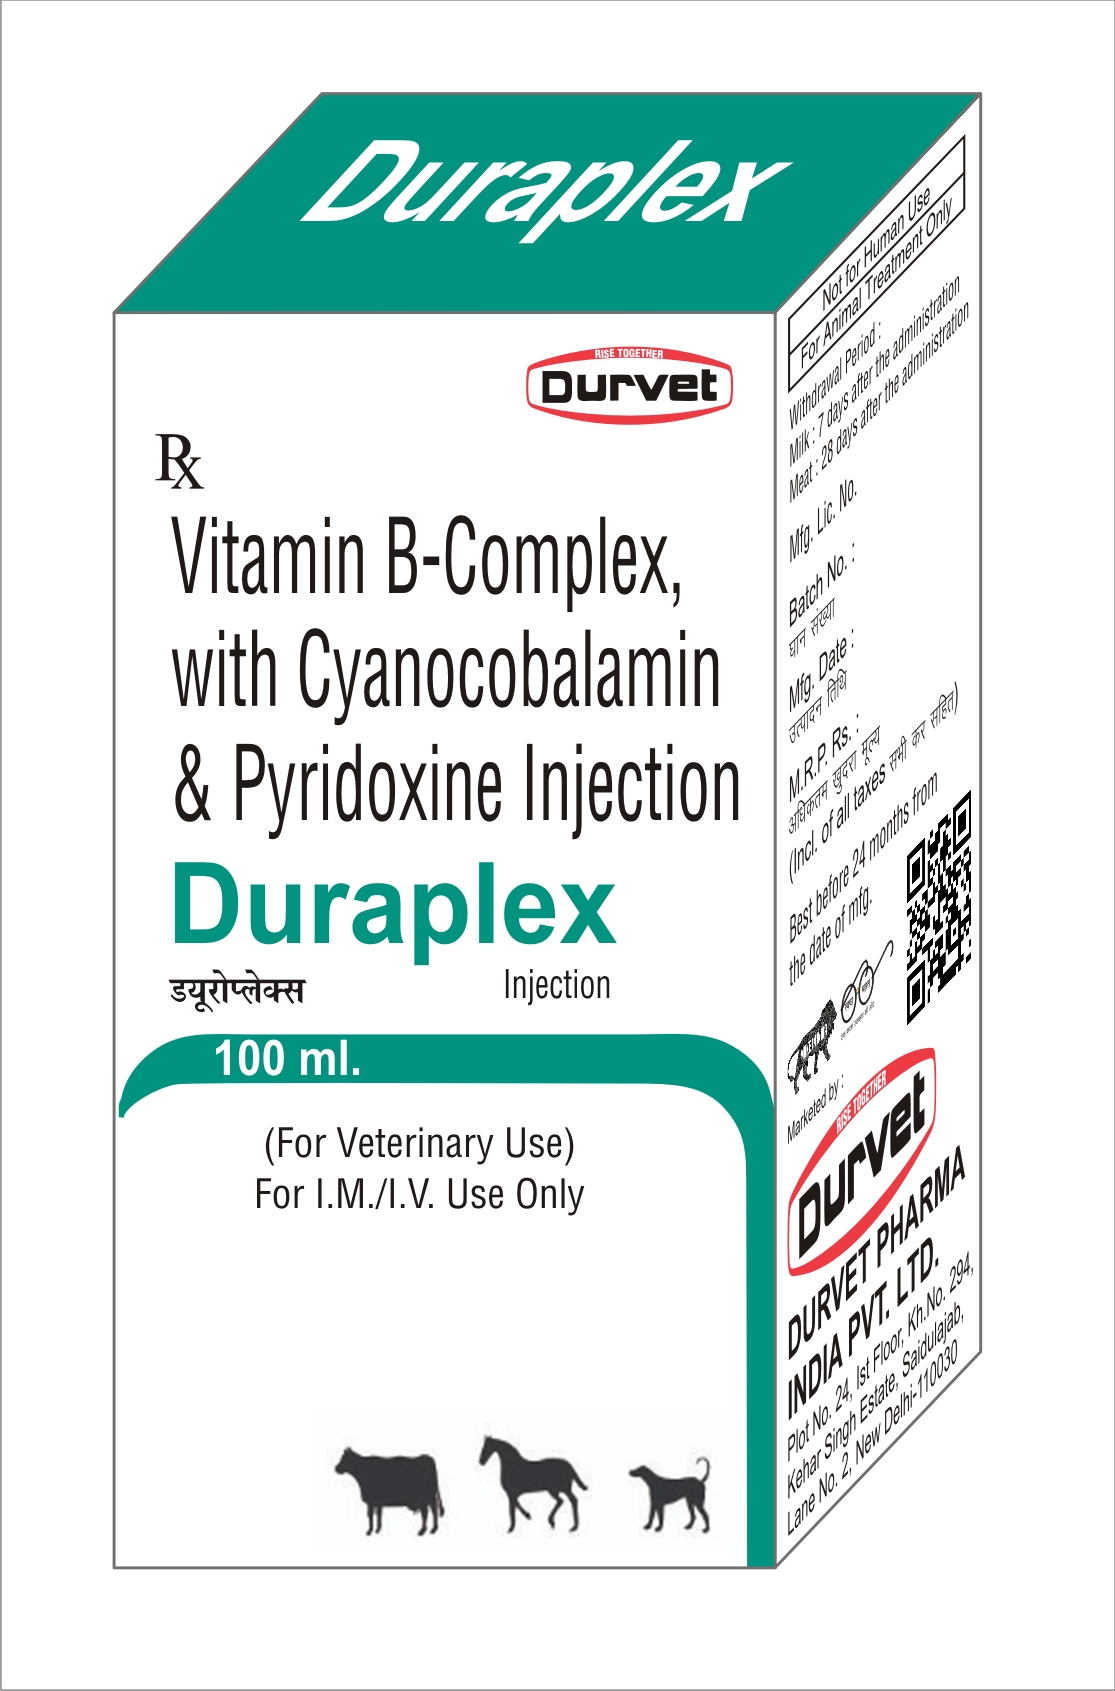 Duraplex
RISE TOGETHER
Durvet
Rx
Vitamin B-Complex,
with Cyanocobalamin
& Pyridoxine Injection
Duraplex
डयूरोप्लेक्स
Injection
100 ml.
(For Veterinary Use)
For I.M./I.V. Use Only
Not for Human Use
For Animal Treatment Only
Withdrawal Period :
Milk : 7 days after the administration
Meat : 28 days after the administration
Mfg. Lic. No.
Batch No. :
घान संख्या
Mfg. Date :
उत्पादन तिथि
M.R.P. Rs. :
अधिकतम खुदरा मूल्य
(Incl. of all taxes सभी कर सहित)
Best before 24 months from
the date of mfg.
Marketed by :
RISE TOGETHER
Durvet
DURVET PHARMA
INDIA PVT. LTD.
Plot No. 24, Ist Floor, Kh.No. 294,
Kehar Singh Estate, Saidulajab,
Lane No. 2, New Delhi-110030